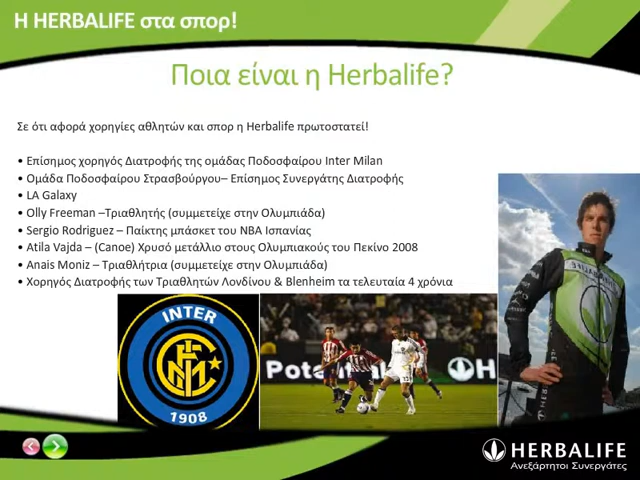 Η HERBALIFE στα σπορ!
Ποια είναι η Herbalife?
Σε ότι αφορά χορηγίες αθλητών και σπορ η Herbalife πρωτοστατεί!
• Επίσημος χορηγός Διατροφής της ομάδας Ποδοσφαίρου Inter Milan
• Ομάδα Ποδοσφαίρου Στρασβούργου– Επίσημος Συνεργάτης Διατροφής
• LA Galaxy
• Olly Freeman –Τριαθλητής (συμμετείχε στην Ολυμπιάδα)
• Sergio Rodriguez – Παίκτης μπάσκετ του NBA Ισπανίας
• Atila Vajda – (Canoe) Χρυσό μετάλλιο στους Ολυμπιακούς του Πεκίνο 2008
• Anais Moniz – Τριαθλήτρια (συμμετείχε στην Ολυμπιάδα)
• Χορηγός Διατροφής των Τριαθλητών Λονδίνου & Blenheim τα τελευταία 4 χρόνια
INTER
1908
HERBALIFE
HERBALIFE
Ανεξάρτητοι Συνεργάτες